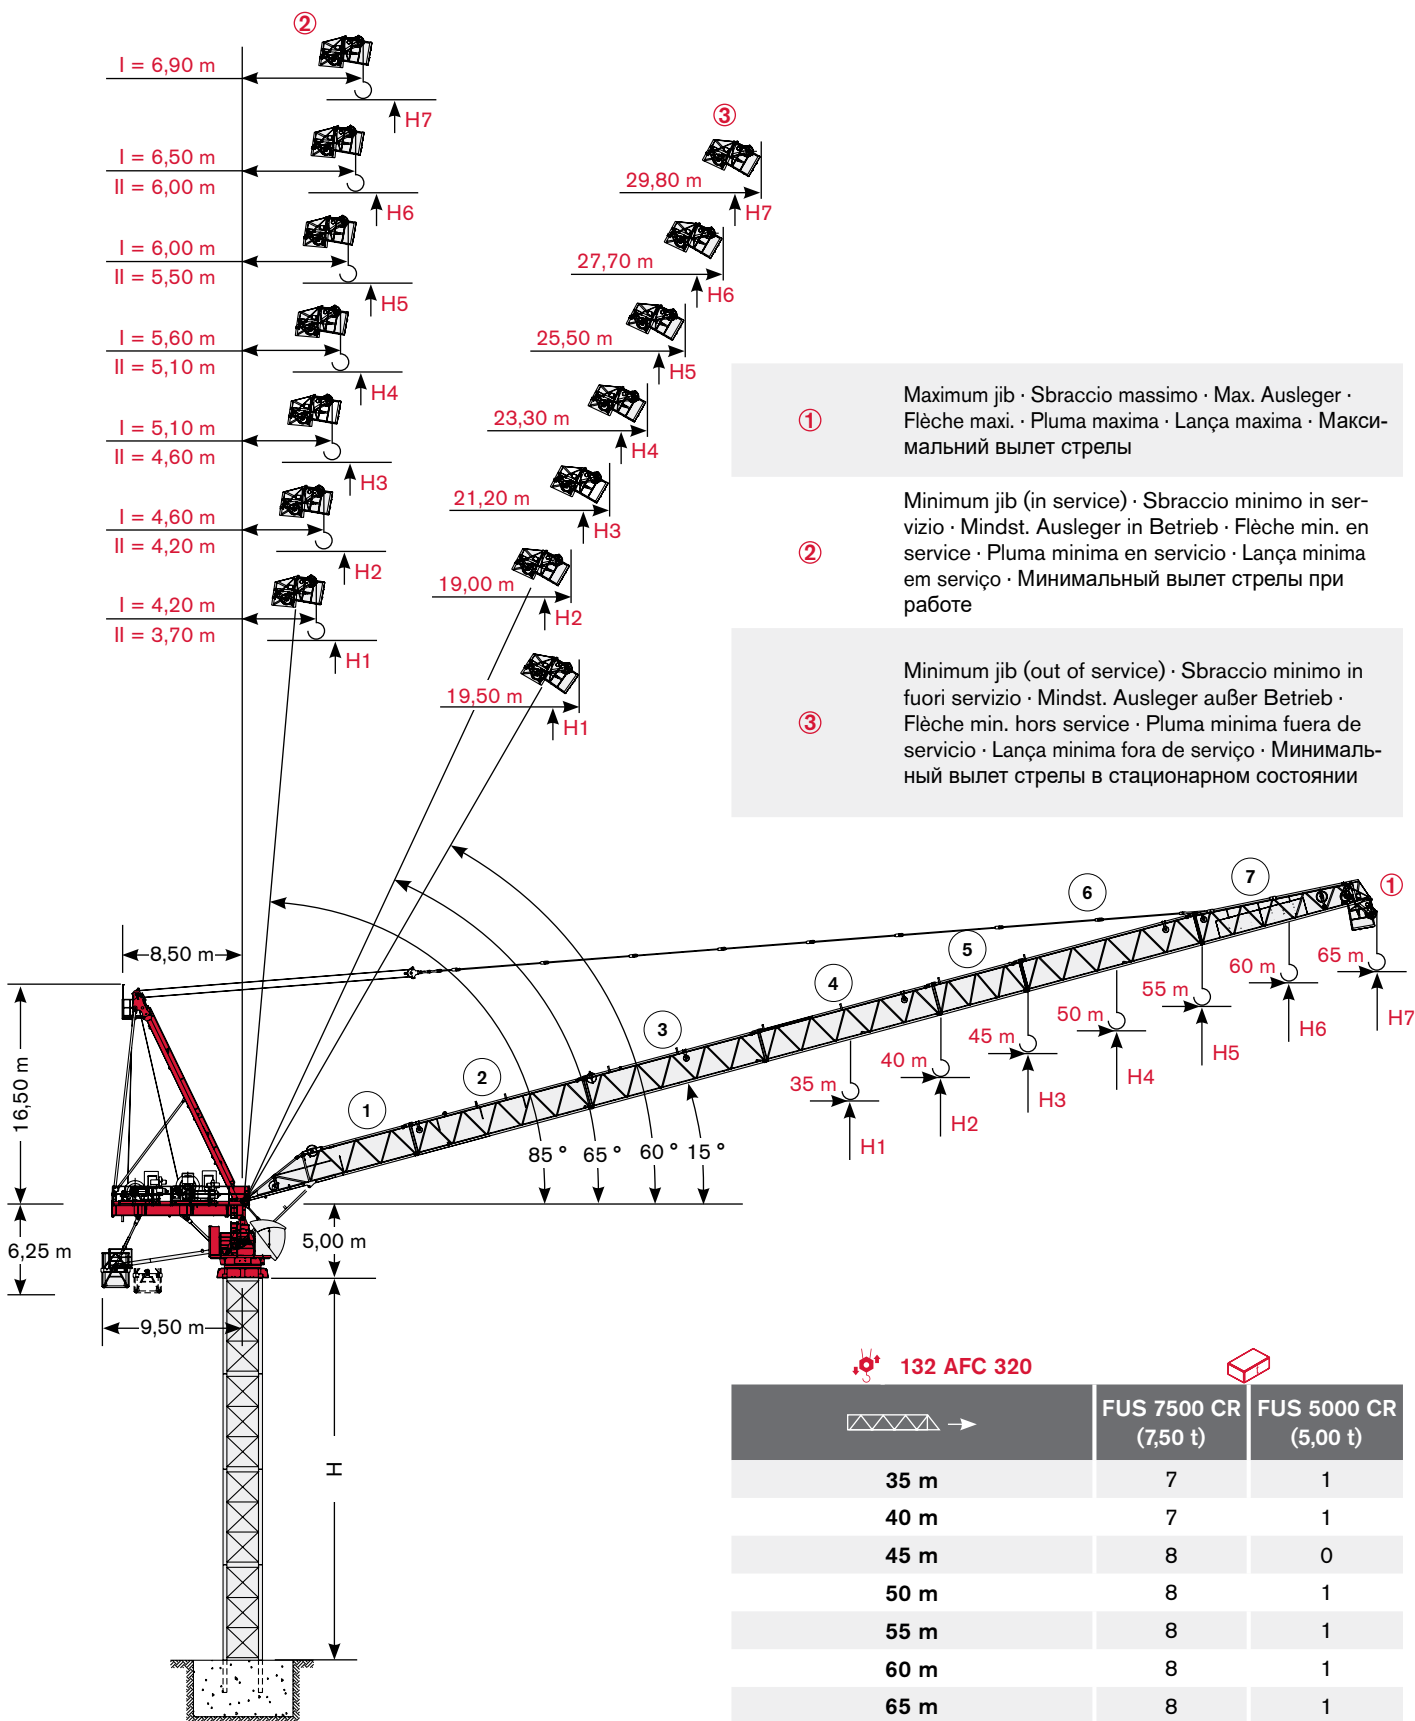 ②
I = 6,90 m
H7
I = 6,50 m
II = 6,00 m
H6
I = 6,00 m
II = 5,50 m
H5
I = 5,60 m
II = 5,10 m
H4
I = 5,10 m
II = 4,60 m
H3
I = 4,60 m
II = 4,20 m
H2
I = 4,20 m
II = 3,70 m
H1
③
29,80 m
H7
27,70 m
H6
25,50 m
H5
23,30 m
H4
21,20 m
H3
19,00 m
H2
19,50 m
H1
①
Maximum jib · Sbraccio massimo · Max. Ausleger ·
Flèche maxi. · Pluma maxima · Lança maxima · Макси-
мальний вылет стрелы
②
Minimum jib (in service) · Sbraccio minimo in ser-
vizio · Mindst. Ausleger in Betrieb · Flèche min. en
service · Pluma minima en servicio · Lança minima
em serviço · Минимальный вылет стрелы при
работе
③
Minimum jib (out of service) · Sbraccio minimo in
fuori servizio · Mindst. Ausleger außer Betrieb ·
Flèche min. hors service · Pluma minima fuera de
servicio · Lança minima fora de serviço · Минималь-
ный вылет стрелы в стационарном состоянии
1
2
3
4
5
6
7
①
8,50 m
16,50 m
6,25 m
9,50 m
5,00 m
H
85 °
65 °
60 °
15 °
35 m
H1
40 m
H2
45 m
H3
50 m
H4
55 m
H5
60 m
H6
65 m
H7
132 AFC 320
FUS 7500 CR
(7,50 t)
FUS 5000 CR
(5,00 t)
35 m 7 1
40 m 7 1
45 m 8 0
50 m 8 1
55 m 8 1
60 m 8 1
65 m 8 1